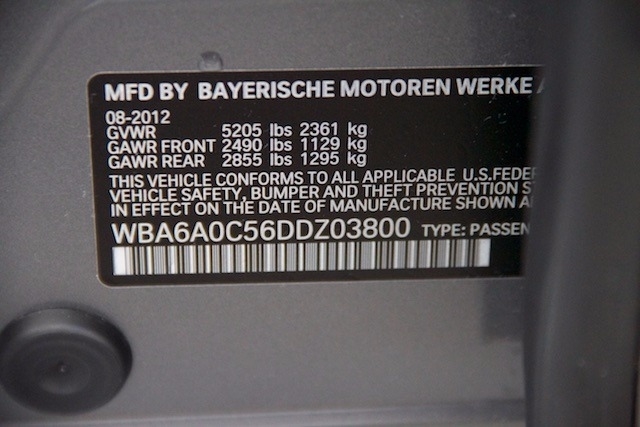 MFD BY BAYERISCHE MOTOREN WERKE
08-2012
GVWR 5205 lbs 2361 kg
GAWR FRONT 2490 lbs 1129 kg
GAWR REAR 2855 lbs 1295 kg
THIS VEHICLE CONFORMS TO ALL APPLICABLE U.S.FEDER
VEHICLE SAFETY, BUMPER AND THEFT PREVENTION S
IN EFFECT ON THE DATE OF MANUFACTURE SHOWN A
WBA6A0C56DDZ03800 TYPE: PASSEN